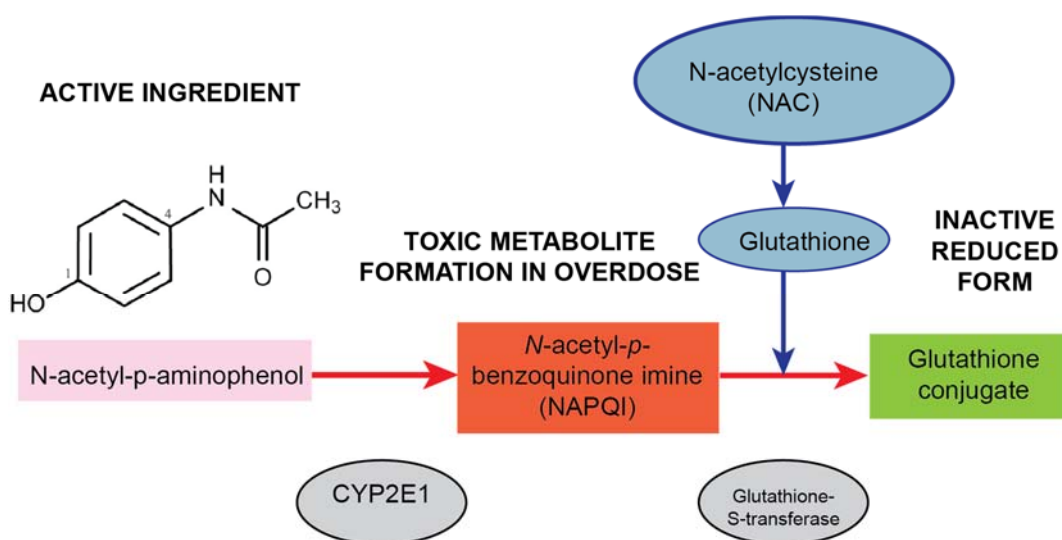 N-acetylcysteine
(NAC)
ACTIVE INGREDIENT
H
N
CH₃
4
O
1
HO
Glutathione
TOXIC METABOLITE
FORMATION IN OVERDOSE
INACTIVE
REDUCED
FORM
N-acetyl-p-aminophenol
N-acetyl-p-
benzoquinone imine
(NAPQI)
Glutathione
conjugate
CYP2E1
Glutathione-
S-transferase